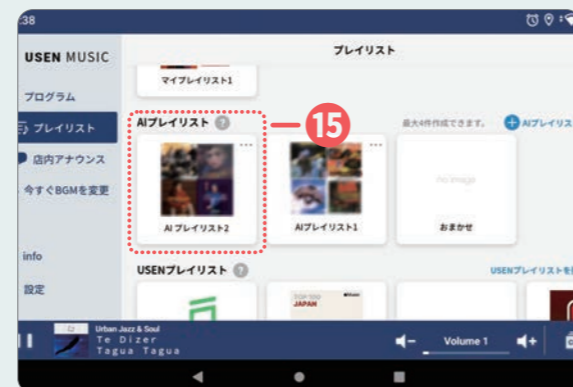 :38
USEN MUSIC
プレイリスト
マイプレイリスト1
プログラム
プレイリスト
店内アナウンス
今すぐBGMを変更
info
設定
AIプレイリスト ?
15
最大4件作成できます。
AIプレイリス
no image
AI プレイリスト2
AIプレイリスト1
おまかせ
USENプレイリスト ?
USENプレイリストを
TOP 100
JAPAN
Music
Urban Jazz & Soul
Te Dizer
Tagua Tagua
Volume 1